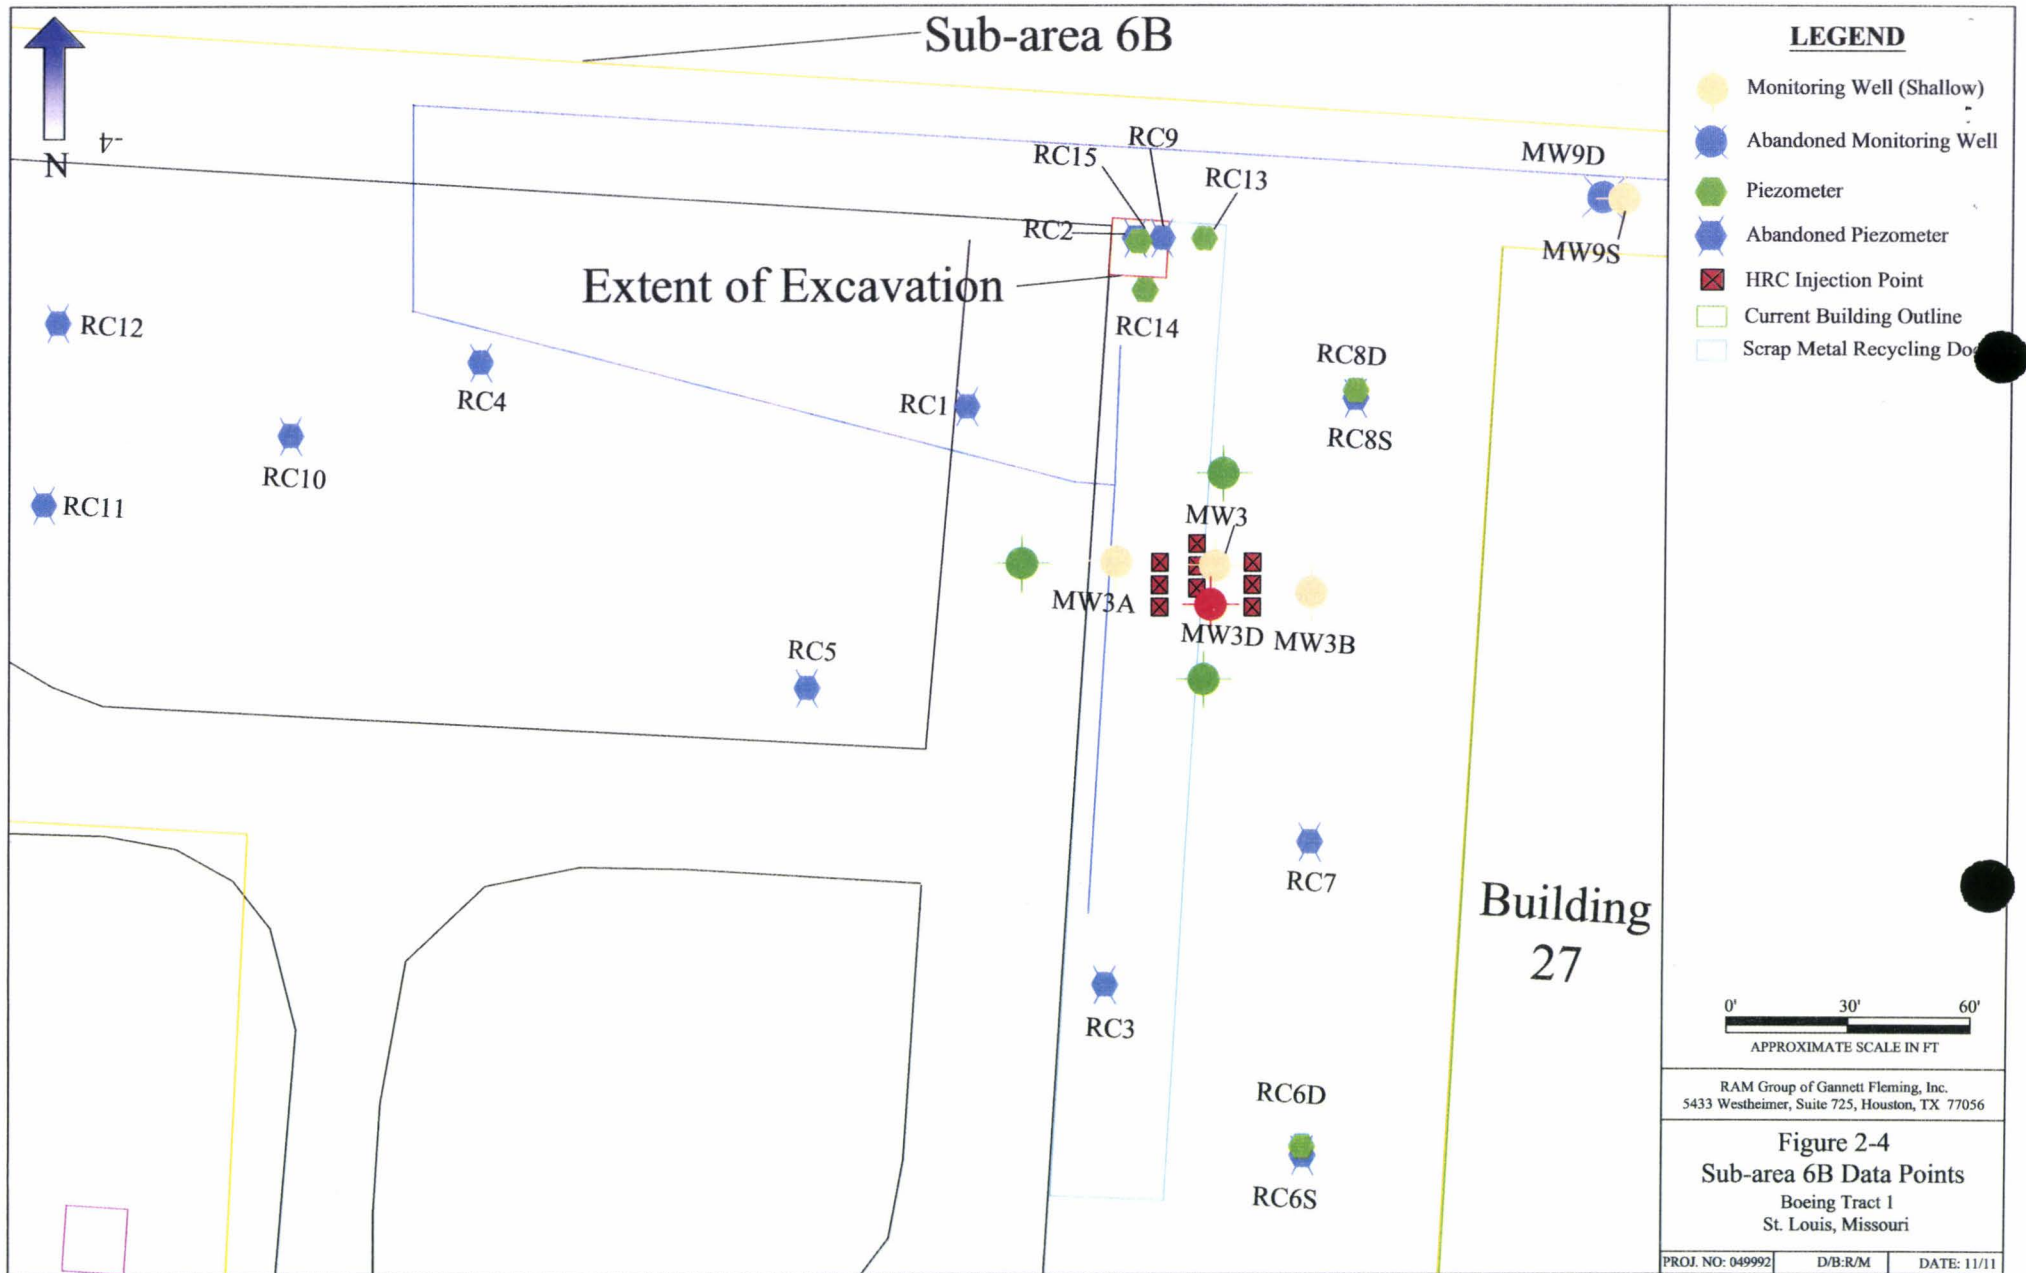 Sub-area 6B
N
-4
RC9
RC15
RC13
RC2
MW9D
MW9S
Extent of Excavation
RC14
RC12
RC4
RC1
RC8D
RC8S
RC10
RC11
MW3
MW3A
MW3D
MW3B
RC5
RC7
Building
27
RC3
RC6D
RC6S
LEGEND
Monitoring Well (Shallow)
Abandoned Monitoring Well
Piezometer
Abandoned Piezometer
HRC Injection Point
Current Building Outline
Scrap Metal Recycling
0' 30' 60'
APPROXIMATE SCALE IN FT
RAM Group of Gannett Fleming, Inc.
5433 Westheimer, Suite 725, Houston, TX 77056
Figure 2-4
Sub-area 6B Data Points
Boeing Tract 1
St. Louis, Missouri
PROJ. NO: 049992 D/B:R/M DATE: 11/11